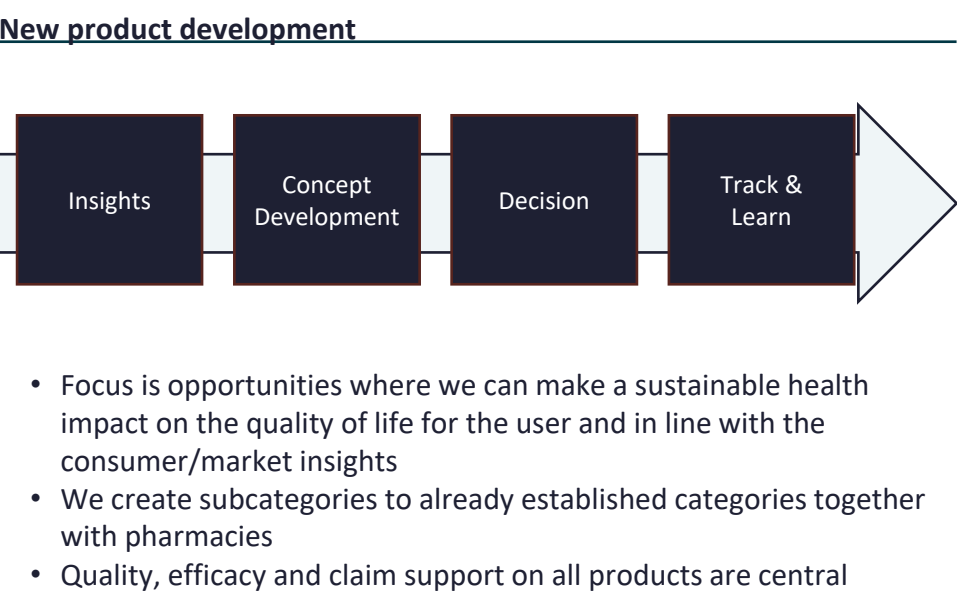 New product development
Insights
Concept
Development
Decision
Track &
Learn
• Focus is opportunities where we can make a sustainable health
impact on the quality of life for the user and in line with the
consumer/market insights
• We create subcategories to already established categories together
with pharmacies
• Quality, efficacy and claim support on all products are central